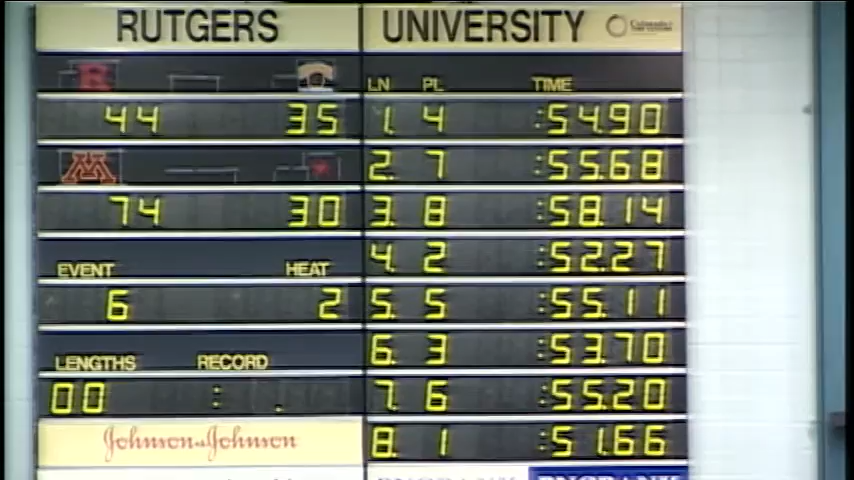 RUTGERS UNIVERSITY
LN PL TIME
44 35 1. 4 :54.90
2. 7 :55.68
74 30 3. 8 :58.14
EVENT HEAT 4. 2 :52.27
6 2 5. 5 :55.11
LENGTHS RECORD 6. 3 :53.70
00 : . 7. 6 :55.20
Johnson&Johnson 8. 1 :51.66